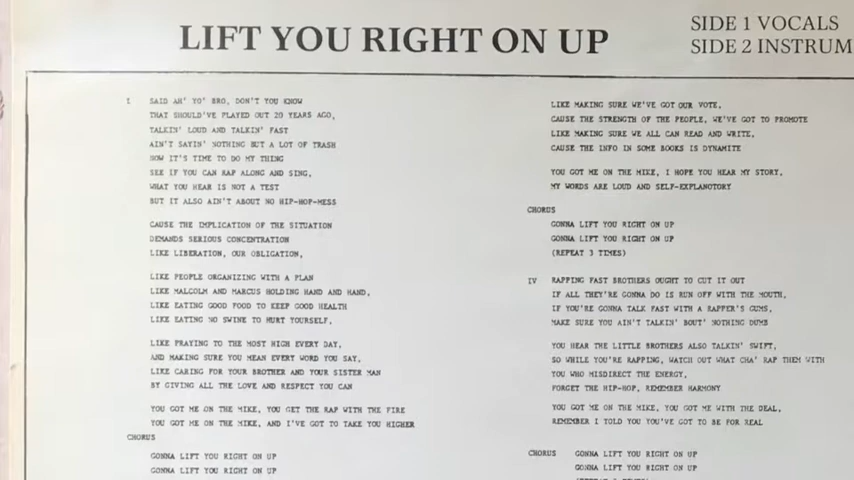 LIFT YOU RIGHT ON UP
SIDE 1 VOCALS
SIDE 2 INSTRUM
I. SAID AH' YO' BRO, DON'T YOU KNOW
THAT SHOULD'VE PLAYED OUT 20 YEARS AGO,
TALKIN' LOUD AND TALKIN' FAST
AIN'T SAYIN' NOTHING BUT A LOT OF TRASH
NOW IT'S TIME TO DO MY THING
SEE IF YOU CAN RAP ALONG AND SING,
WHAT YOU HEAR IS NOT A TEST
BUT IT ALSO AIN'T ABOUT NO HIP-HOP-MESS
CAUSE THE IMPLICATION OF THE SITUATION
DEMANDS SERIOUS CONCENTRATION
LIKE LIBERATION, OUR OBLIGATION,
LIKE PEOPLE ORGANIZING WITH A PLAN
LIKE MALCOLM AND MARCUS HOLDING HAND AND HAND,
LIKE EATING GOOD FOOD TO KEEP GOOD HEALTH
LIKE EATING NO SWINE TO HURT YOURSELF,
LIKE PRAYING TO THE MOST HIGH EVERY DAY,
AND MAKING SURE YOU MEAN EVERY WORD YOU SAY,
LIKE CARING FOR YOUR BROTHER AND YOUR SISTER MAN
BY GIVING ALL THE LOVE AND RESPECT YOU CAN
YOU GOT ME ON THE MIKE, YOU GET THE RAP WITH THE FIRE
YOU GOT ME ON THE MIKE, AND I'VE GOT TO TAKE YOU HIGHER
CHORUS
GONNA LIFT YOU RIGHT ON UP
GONNA LIFT YOU RIGHT ON UP
LIKE MAKING SURE WE'VE GOT OUR VOTE,
CAUSE THE STRENGTH OF THE PEOPLE, WE'VE GOT TO PROMOTE
LIKE MAKING SURE WE ALL CAN READ AND WRITE,
CAUSE THE INFO IN SOME BOOKS IS DYNAMITE
YOU GOT ME ON THE MIKE, I HOPE YOU HEAR MY STORY,
MY WORDS ARE LOUD AND SELF-EXPLANOTORY
CHORUS
GONNA LIFT YOU RIGHT ON UP
GONNA LIFT YOU RIGHT ON UP
(REPEAT 3 TIMES)
IV RAPPING FAST BROTHERS OUGHT TO CUT IT OUT
IF ALL THEY'RE GONNA DO IS RUN OFF WITH THE MOUTH,
IF YOU'RE GONNA TALK FAST WITH A RAPPER'S GUMS,
MAKE SURE YOU AIN'T TALKIN' BOUT' NOTHING DUMB
YOU HEAR THE LITTLE BROTHERS ALSO TALKIN' SWIFT,
SO WHILE YOU'RE RAPPING, WATCH OUT WHAT CHA' RAP THEM WITH
YOU WHO MISDIRECT THE ENERGY,
FORGET THE HIP-HOP, REMEMBER HARMONY
YOU GOT ME ON THE MIKE, YOU GOT ME WITH THE DEAL,
REMEMBER I TOLD YOU YOU'VE GOT TO BE FOR REAL
CHORUS GONNA LIFT YOU RIGHT ON UP
GONNA LIFT YOU RIGHT ON UP